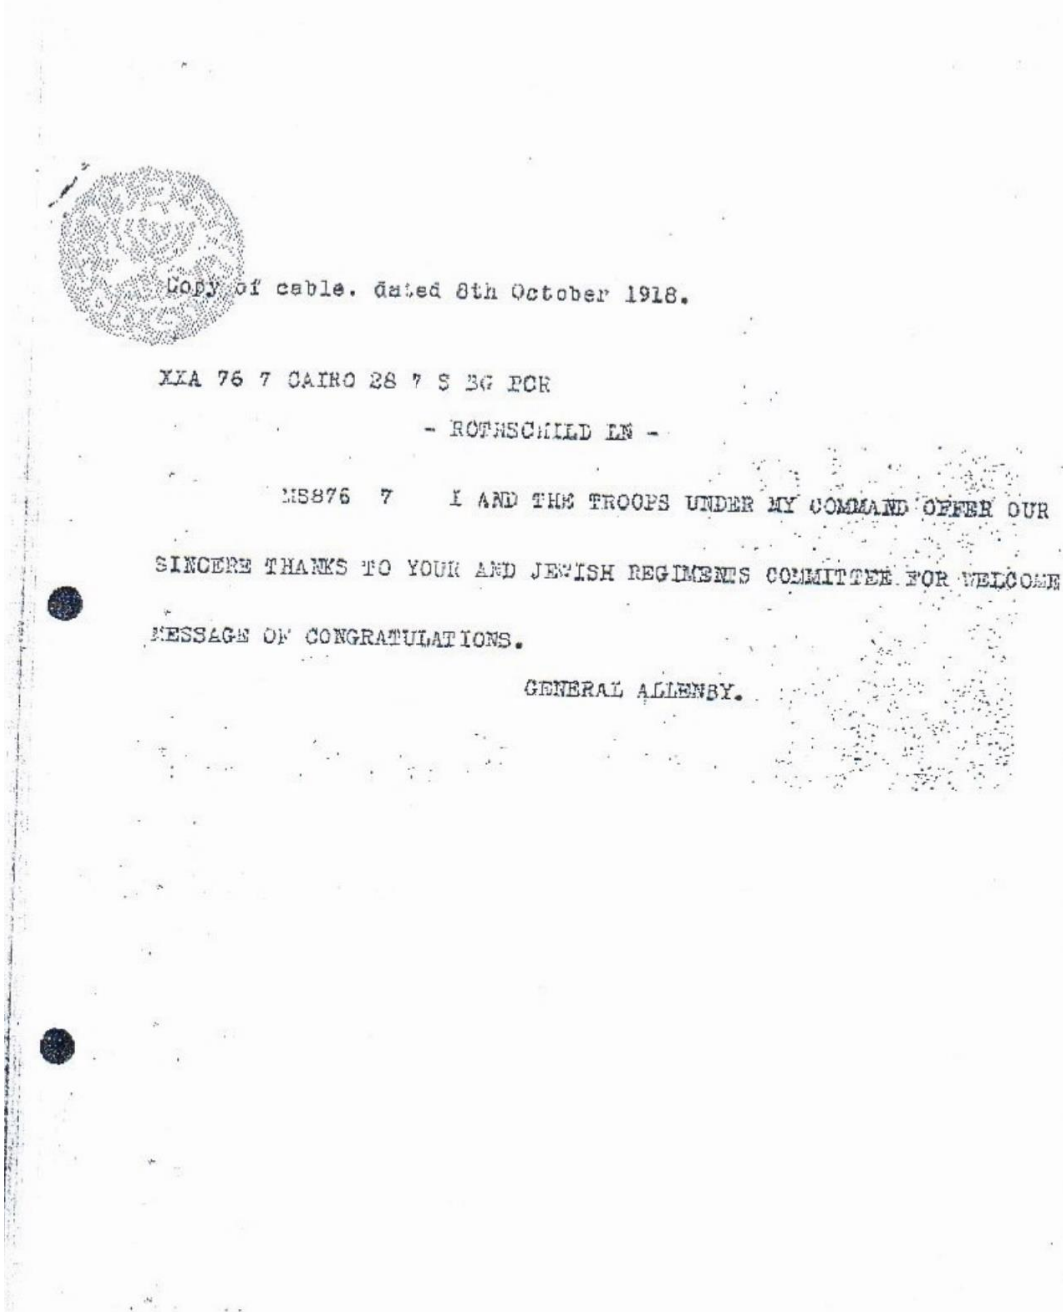 Copy of cable. dated 8th October 1918.
XXA 76 7 CAIRO 28 7 S BG PCR
- ROTHSCHILD LN -
MS876 7 I AND THE TROOPS UNDER MY COMMAND OFFER OUR
SINCERE THANKS TO YOUR AND JEWISH REGIMENTS COMMITTEE FOR WELCOME
MESSAGE OF CONGRATULATIONS.
GENERAL ALLENBY.